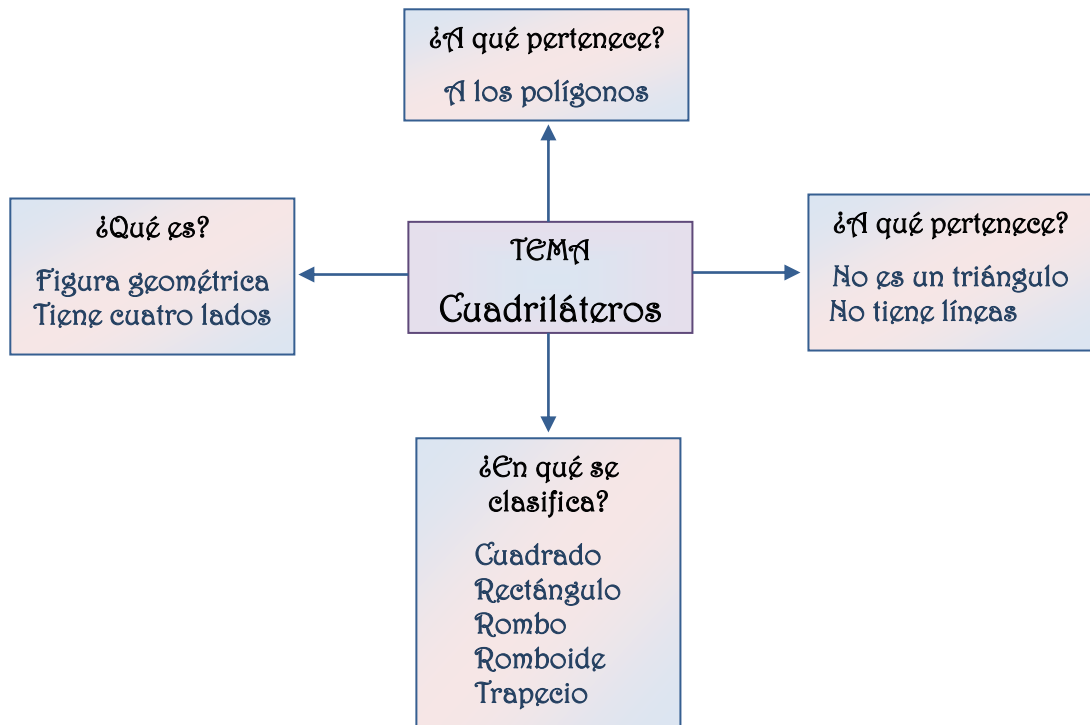 ¿A qué pertenece?
A los polígonos
¿Qué es?
Figura geométrica
Tiene cuatro lados
TEMA
Cuadriláteros
¿A qué pertenece?
No es un triángulo
No tiene líneas
¿En qué se
clasifica?
Cuadrado
Rectángulo
Rombo
Romboide
Trapecio